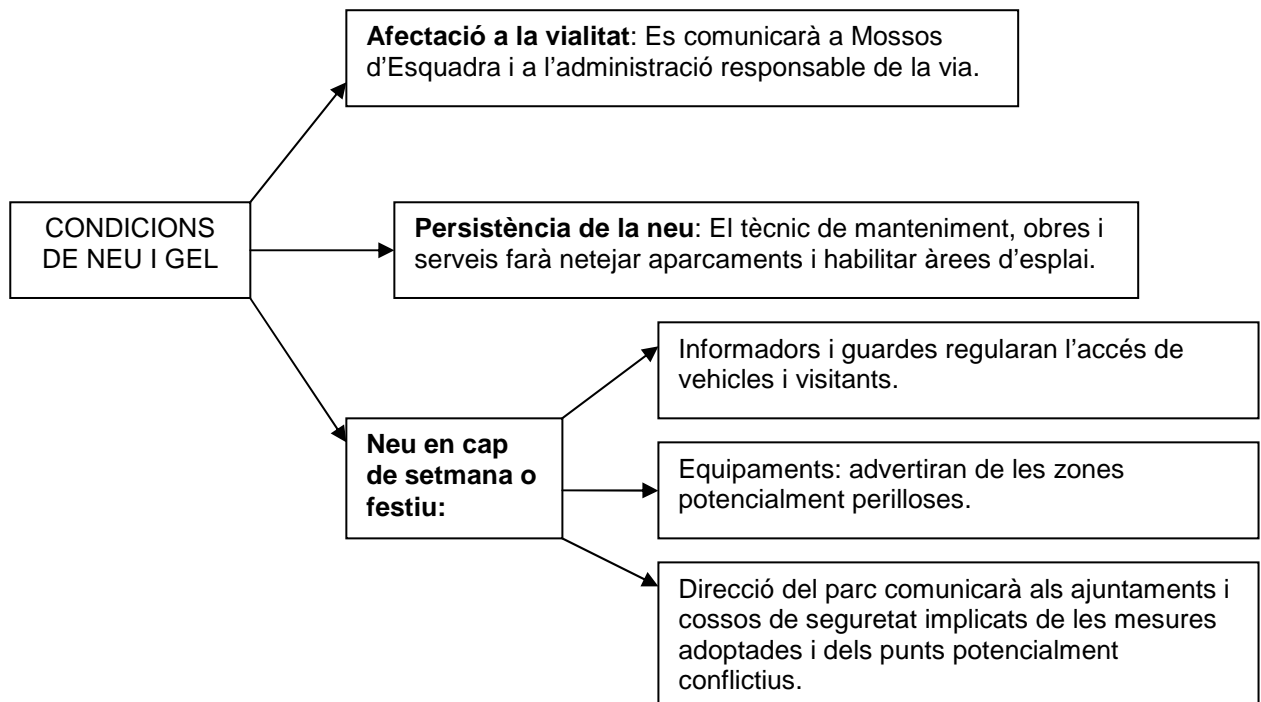 Afectació a la vialitat: Es comunicarà a Mossos
d’Esquadra i a l’administració responsable de la via.
CONDICIONS
DE NEU I GEL
Persistència de la neu: El tècnic de manteniment, obres i
serveis farà netejar aparcaments i habilitar àrees d’esplai.
Neu en cap
de setmana o
festiu:
Informadors i guardes regularan l’accés de
vehicles i visitants.
Equipaments: advertiran de les zones
potencialment perilloses.
Direcció del parc comunicarà als ajuntaments i
cossos de seguretat implicats de les mesures
adoptades i dels punts potencialment
conflictius.